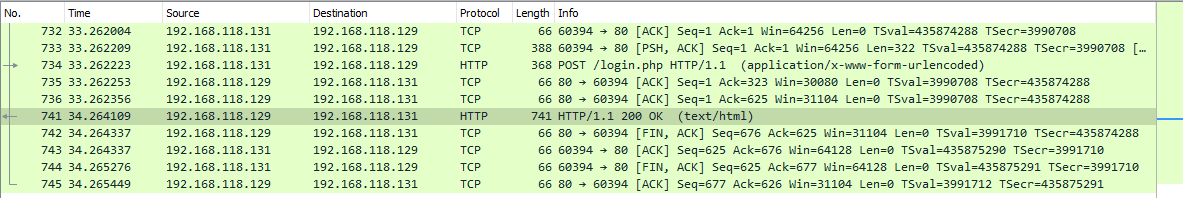 No. Time Source Destination Protocol Length Info
732 33.262004 192.168.118.131 192.168.118.129 TCP 66 60394 → 80 [ACK] Seq=1 Ack=1 Win=64256 Len=0 TSval=435874288 TSecr=3990708
733 33.262209 192.168.118.131 192.168.118.129 TCP 388 60394 → 80 [PSH, ACK] Seq=1 Ack=1 Win=64256 Len=322 TSval=435874288 TSecr=3990708 […
734 33.262223 192.168.118.131 192.168.118.129 HTTP 368 POST /login.php HTTP/1.1 (application/x-www-form-urlencoded)
735 33.262253 192.168.118.129 192.168.118.131 TCP 66 80 → 60394 [ACK] Seq=1 Ack=323 Win=30080 Len=0 TSval=3990708 TSecr=435874288
736 33.262356 192.168.118.129 192.168.118.131 TCP 66 80 → 60394 [ACK] Seq=1 Ack=625 Win=31104 Len=0 TSval=3990708 TSecr=435874288
741 34.264109 192.168.118.129 192.168.118.131 HTTP 741 HTTP/1.1 200 OK (text/html)
742 34.264337 192.168.118.129 192.168.118.131 TCP 66 80 → 60394 [FIN, ACK] Seq=676 Ack=625 Win=31104 Len=0 TSval=3991710 TSecr=435874288
743 34.264337 192.168.118.131 192.168.118.129 TCP 66 60394 → 80 [ACK] Seq=625 Ack=676 Win=64128 Len=0 TSval=435875290 TSecr=3991710
744 34.265276 192.168.118.131 192.168.118.129 TCP 66 60394 → 80 [FIN, ACK] Seq=625 Ack=677 Win=64128 Len=0 TSval=435875291 TSecr=3991710
745 34.265449 192.168.118.129 192.168.118.131 TCP 66 80 → 60394 [ACK] Seq=677 Ack=626 Win=31104 Len=0 TSval=3991712 TSecr=435875291